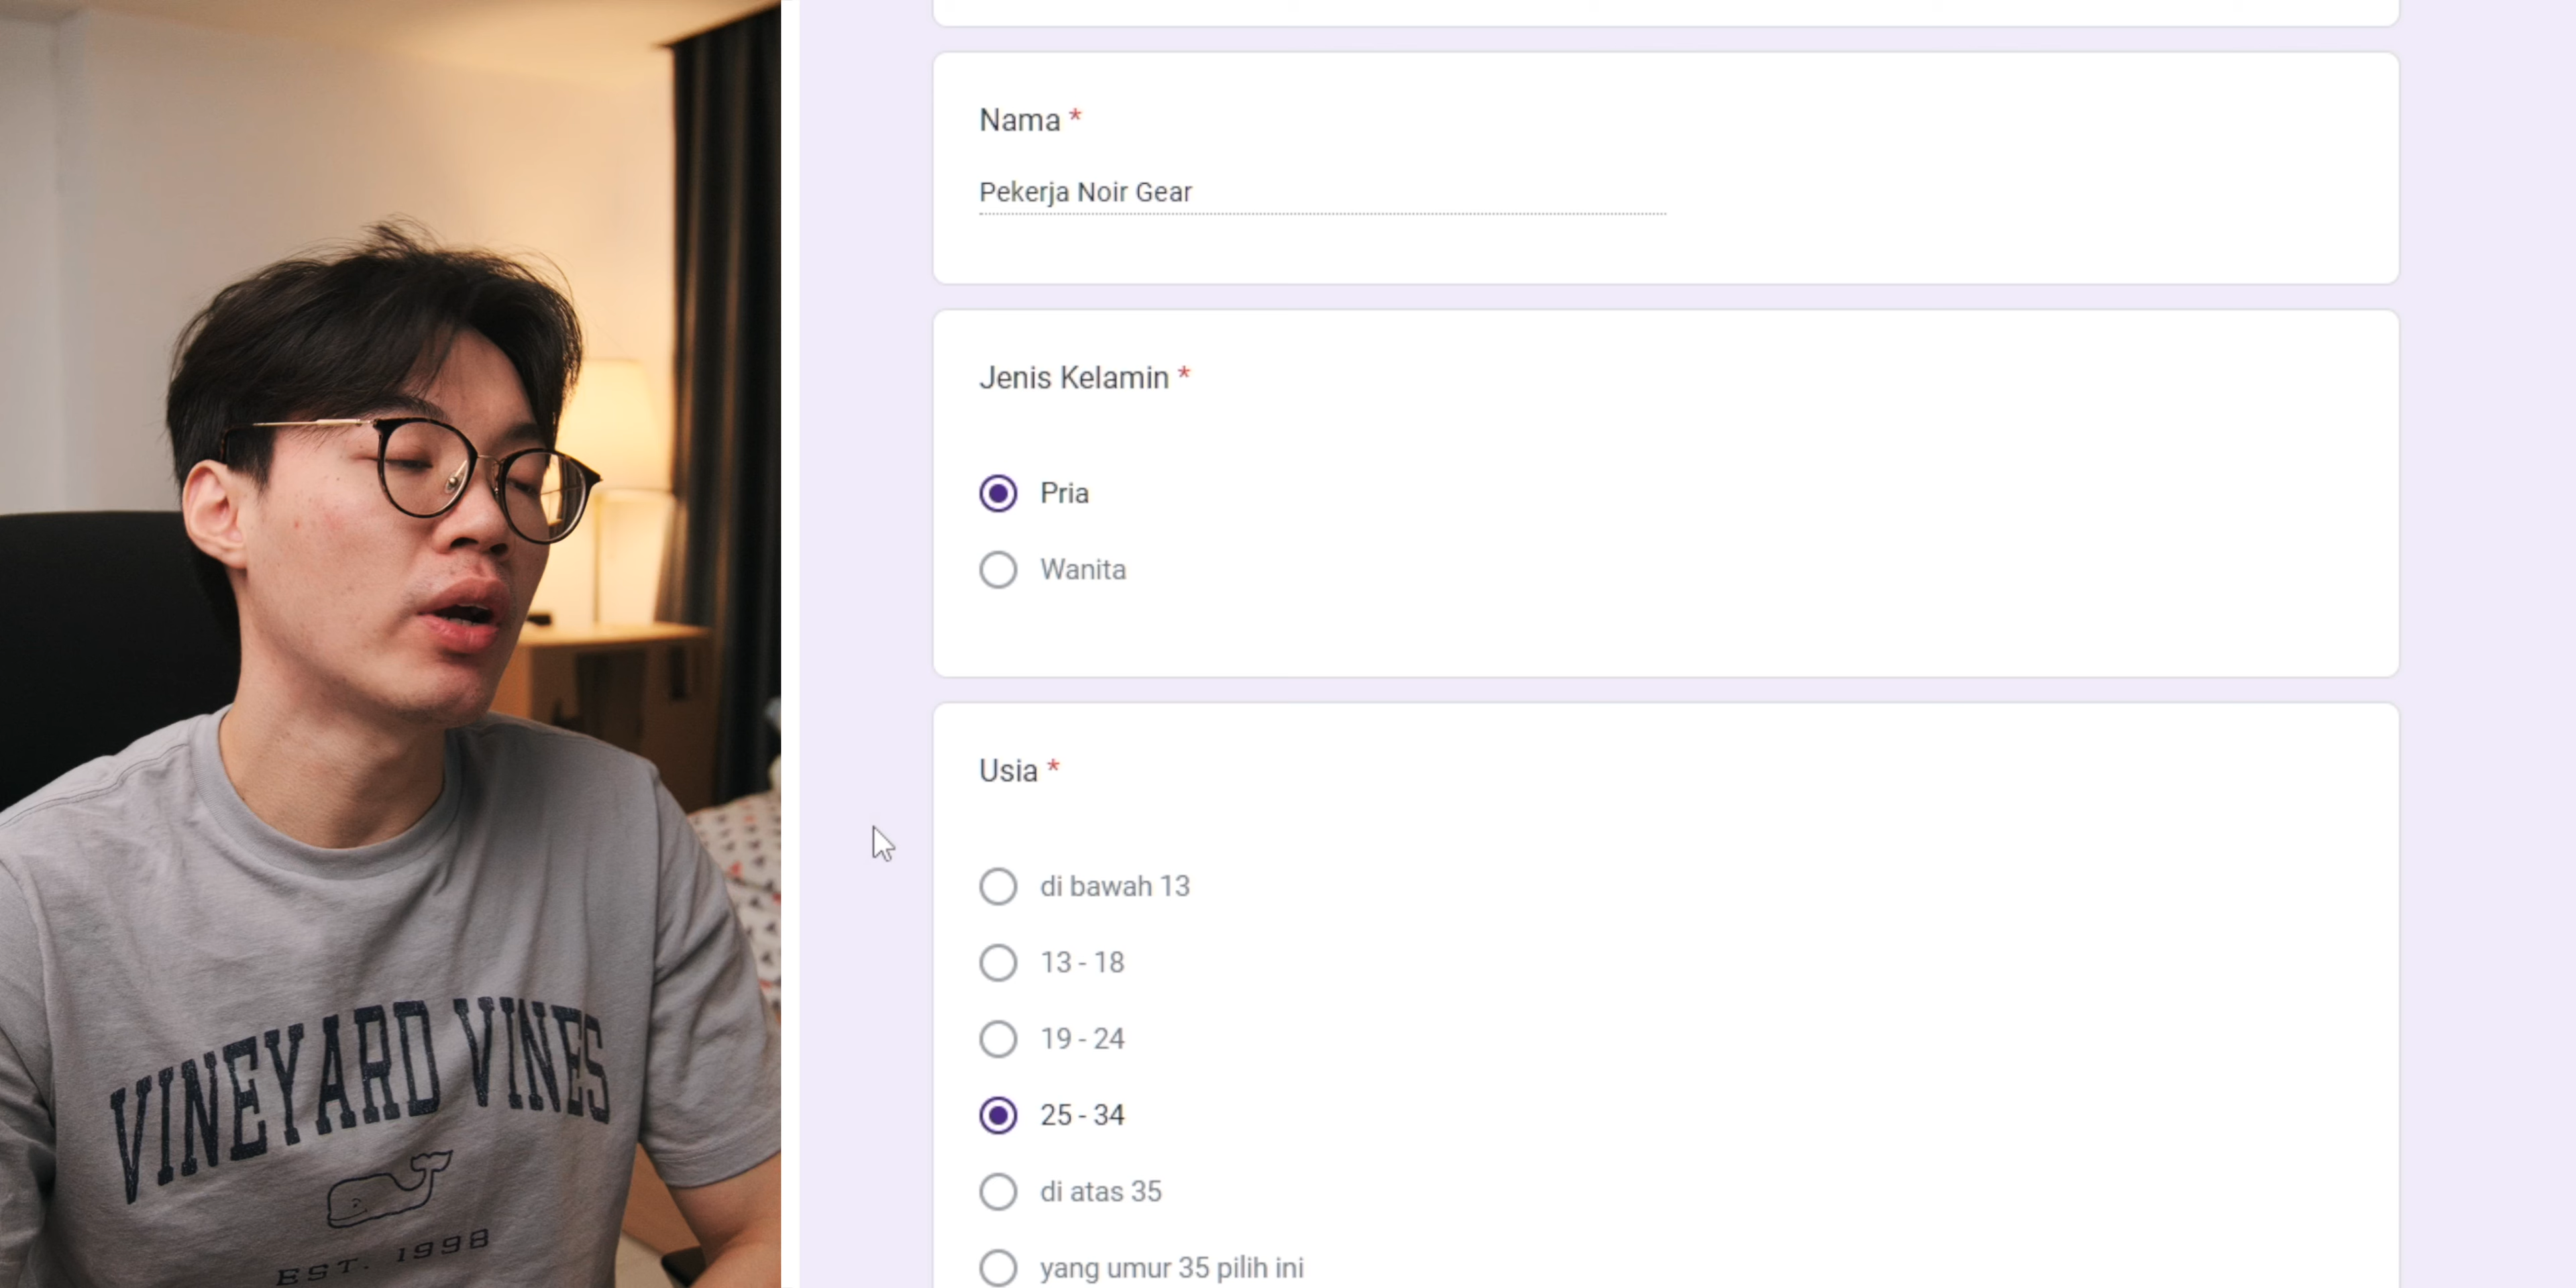 VINEYARD VINES
EST. 1998
Nama *
Pekerja Noir Gear
Jenis Kelamin *
Pria
Wanita
Usia *
di bawah 13
13 - 18
19 - 24
25 - 34
di atas 35
yang umur 35 pilih ini